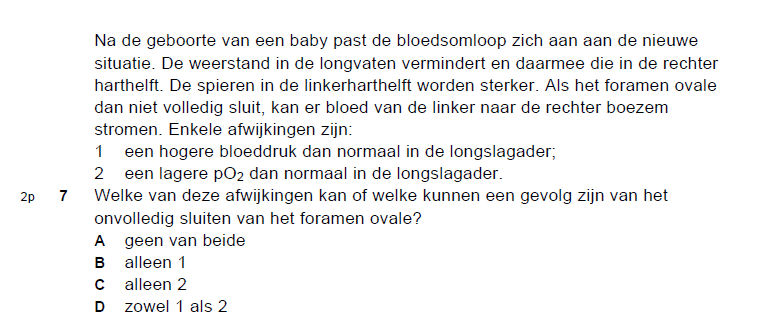 Na de geboorte van een baby past de bloedsomloop zich aan aan de nieuwe
situatie. De weerstand in de longvaten vermindert en daarmee die in de rechter
harthelft. De spieren in de linkerharthelft worden sterker. Als het foramen ovale
dan niet volledig sluit, kan er bloed van de linker naar de rechter boezem
stromen. Enkele afwijkingen zijn:
1 een hogere bloeddruk dan normaal in de longslagader;
2 een lagere pO₂ dan normaal in de longslagader.
2p 7 Welke van deze afwijkingen kan of welke kunnen een gevolg zijn van het
onvolledig sluiten van het foramen ovale?
A geen van beide
B alleen 1
C alleen 2
D zowel 1 als 2